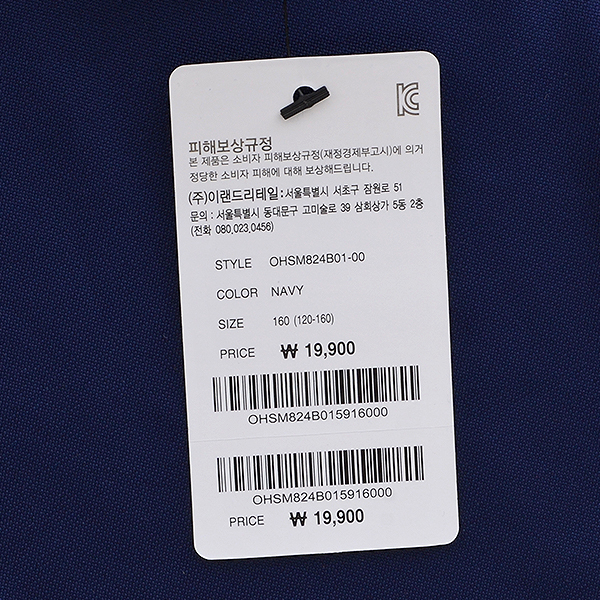 피해보상규정
본 제품은 소비자 피해보상규정(재정경제부고시)에 의거
정당한 소비자 피해에 대해 보상해드립니다.
(주)이랜드리테일:서울특별시 서초구 잠원로 51
문의 : 서울특별시 동대문구 고미술로 39 삼희상가 5동 2층
(전화 080,023,0456)
STYLE OHSM824B01-00
COLOR NAVY
SIZE 160 (120-160)
PRICE ₩ 19,900
OHSM824B015916000
OHSM824B015916000
PRICE ₩ 19,900